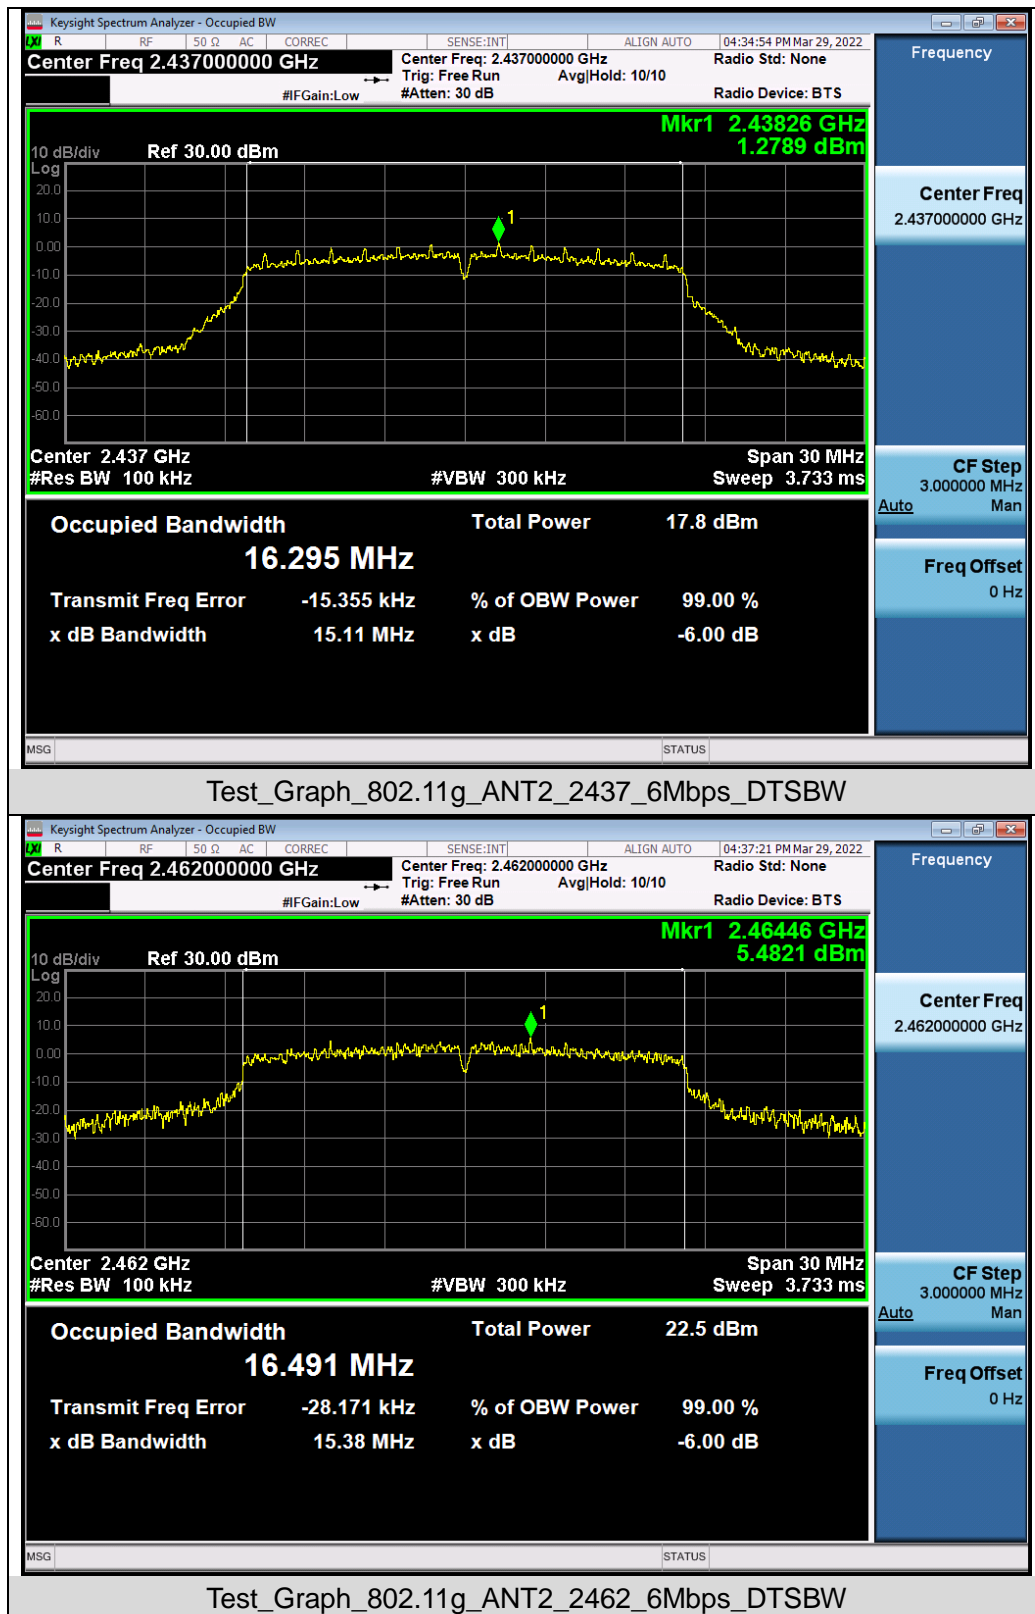 Keysight Spectrum Analyzer - Occupied BW
LXI R RF 50 Ω AC CORREC SENSE:INT ALIGN AUTO 04:34:54 PM Mar 29, 2022
Center Freq 2.437000000 GHz
Center Freq: 2.437000000 GHz
Radio Std: None
Trig: Free Run Avg|Hold: 10/10
#IFGain:Low #Atten: 30 dB Radio Device: BTS
Frequency
Mkr1 2.43826 GHz
1.2789 dBm
10 dB/div Ref 30.00 dBm
Log
20.0
10.0
0.00
-10.0
-20.0
-30.0
-40.0
-50.0
-60.0
1
Center 2.437 GHz Span 30 MHz
#Res BW 100 kHz #VBW 300 kHz Sweep 3.733 ms
Center Freq
2.437000000 GHz
CF Step
3.000000 MHz
Auto Man
Freq Offset
0 Hz
Occupied Bandwidth Total Power 17.8 dBm
16.295 MHz
Transmit Freq Error -15.355 kHz % of OBW Power 99.00 %
x dB Bandwidth 15.11 MHz x dB -6.00 dB
MSG STATUS
Test_Graph_802.11g_ANT2_2437_6Mbps_DTSBW
Keysight Spectrum Analyzer - Occupied BW
LXI R RF 50 Ω AC CORREC SENSE:INT ALIGN AUTO 04:37:21 PM Mar 29, 2022
Center Freq 2.462000000 GHz
Center Freq: 2.462000000 GHz
Radio Std: None
Trig: Free Run Avg|Hold: 10/10
#IFGain:Low #Atten: 30 dB Radio Device: BTS
Frequency
Mkr1 2.46446 GHz
5.4821 dBm
10 dB/div Ref 30.00 dBm
Log
20.0
10.0
0.00
-10.0
-20.0
-30.0
-40.0
-50.0
-60.0
1
Center 2.462 GHz Span 30 MHz
#Res BW 100 kHz #VBW 300 kHz Sweep 3.733 ms
Center Freq
2.462000000 GHz
CF Step
3.000000 MHz
Auto Man
Freq Offset
0 Hz
Occupied Bandwidth Total Power 22.5 dBm
16.491 MHz
Transmit Freq Error -28.171 kHz % of OBW Power 99.00 %
x dB Bandwidth 15.38 MHz x dB -6.00 dB
MSG STATUS
Test_Graph_802.11g_ANT2_2462_6Mbps_DTSBW